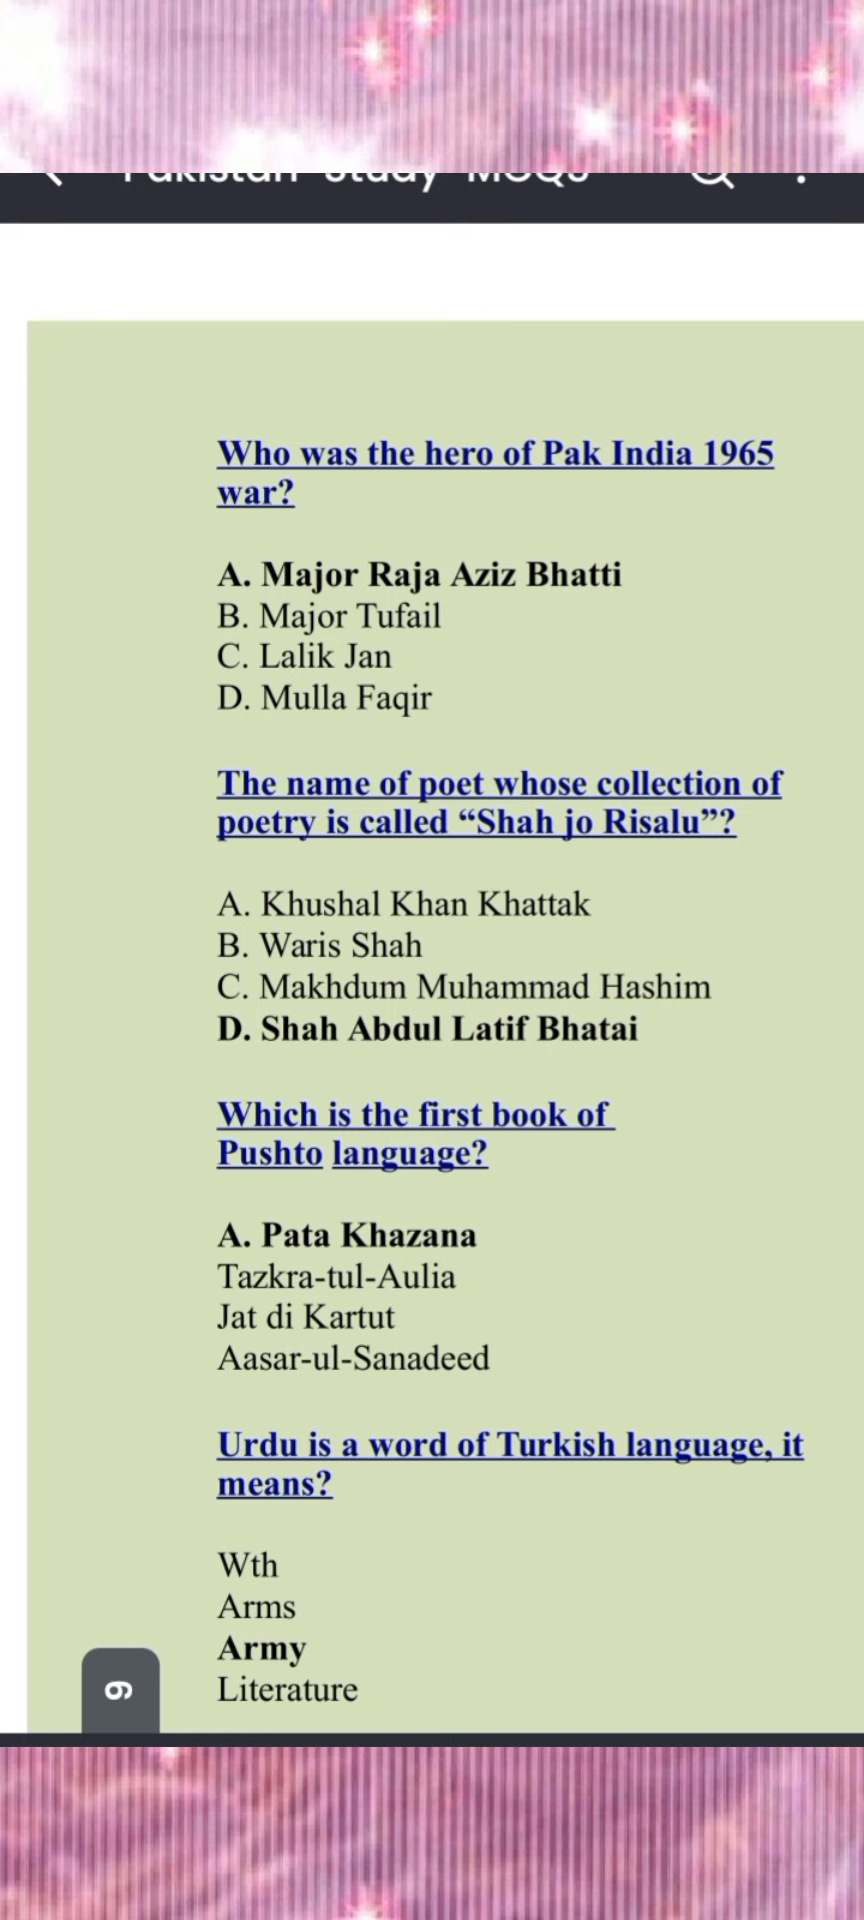 Pakistan Study MCQs
Who was the hero of Pak India 1965
war?
A. Major Raja Aziz Bhatti
B. Major Tufail
C. Lalik Jan
D. Mulla Faqir
The name of poet whose collection of
poetry is called “Shah jo Risalu”?
A. Khushal Khan Khattak
B. Waris Shah
C. Makhdum Muhammad Hashim
D. Shah Abdul Latif Bhatai
Which is the first book of
Pushto language?
A. Pata Khazana
Tazkra-tul-Aulia
Jat di Kartut
Aasar-ul-Sanadeed
Urdu is a word of Turkish language, it
means?
Wth
Arms
Army
Literature
9